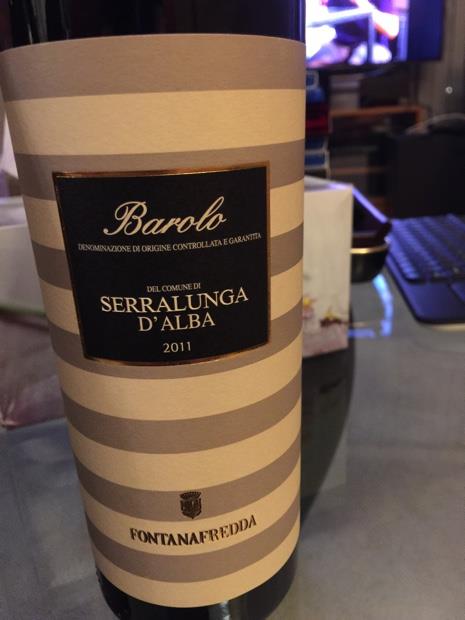 Barolo
DENOMINAZIONE DI ORIGINE CONTROLLATA E GARANTITA
DEL COMUNE DI
SERRALUNGA
D'ALBA
2011
FONTANAFREDDA